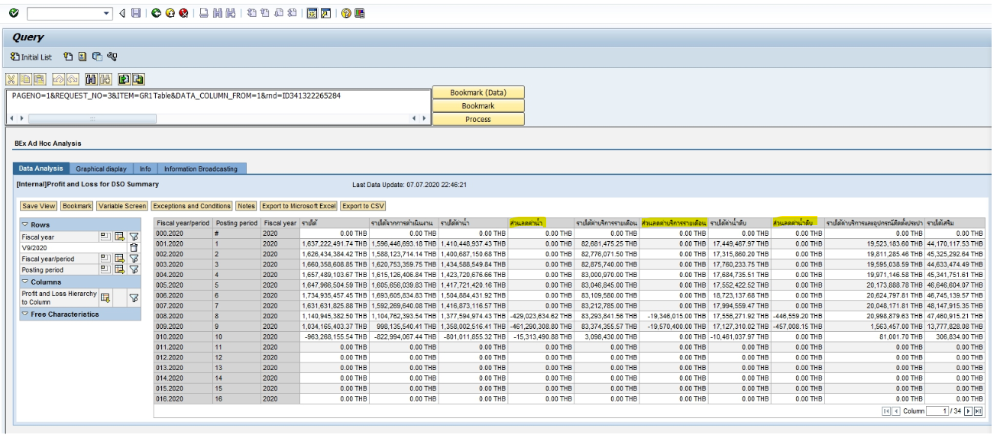 Query
Initial List
PAGENO=1&REQUEST_NO=3&ITEM=GR1Table&DATA_COLUMN_FROM=1&rnd=ID341322265284
Bookmark (Data)
Bookmark
Process
BEx Ad Hoc Analysis
Data Analysis Graphical display Info Information Broadcasting
[Internal]Profit and Loss for DSO Summary Last Data Update: 07.07.2020 22:46:21
Save View Bookmark Variable Screen Exceptions and Conditions Notes Export to Microsoft Excel Export to CSV
Rows
Fiscal year
V9/2020
Fiscal year/period
Posting period
Columns
Profit and Loss Hierarchy
to Column
Free Characteristics
Fiscal year/period Posting period Fiscal year รายได้ รายได้จากการดำเนินงาน รายได้ค่าน้ำ ส่วนลดค่าน้ำ รายได้ค่าบริการรายเดือน ส่วนลดค่าบริการรายเดือน รายได้ค่าน้ำดิบ ส่วนลดค่าน้ำดิบ รายได้ค่าบริการและอุปกรณ์ติดตั้งประปา รายได้เสริม
000.2020 # 2020 0.00 THB 0.00 THB 0.00 THB 0.00 THB 0.00 THB 0.00 THB 0.00 THB 0.00 THB 0.00 THB 0.00 THB
001.2020 1 2020 1,637,222,491.74 THB 1,596,446,693.18 THB 1,410,448,937.43 THB 0.00 THB 82,681,475.25 THB 0.00 THB 17,449,467.97 THB 0.00 THB 19,523,183.60 THB 44,170,117.53 THB
002.2020 2 2020 1,626,434,384.42 THB 1,588,123,714.14 THB 1,400,687,150.68 THB 0.00 THB 82,776,071.50 THB 0.00 THB 17,315,860.20 THB 0.00 THB 19,811,285.46 THB 45,325,292.64 THB
003.2020 3 2020 1,660,358,608.85 THB 1,620,753,359.75 THB 1,434,588,549.84 THB 0.00 THB 82,875,740.00 THB 0.00 THB 17,760,233.75 THB 0.00 THB 19,595,038.59 THB 44,633,474.49 THB
004.2020 4 2020 1,657,489,103.67 THB 1,615,126,406.84 THB 1,423,720,676.66 THB 0.00 THB 83,000,970.00 THB 0.00 THB 17,684,735.51 THB 0.00 THB 19,971,146.58 THB 45,341,751.61 THB
005.2020 5 2020 1,647,966,504.59 THB 1,605,656,039.83 THB 1,417,721,420.16 THB 0.00 THB 83,046,845.00 THB 0.00 THB 17,552,422.52 THB 0.00 THB 20,173,888.78 THB 46,646,604.07 THB
006.2020 6 2020 1,734,935,457.45 THB 1,693,605,834.83 THB 1,504,884,431.92 THB 0.00 THB 83,109,580.00 THB 0.00 THB 18,723,137.68 THB 0.00 THB 20,624,797.81 THB 46,745,139.57 THB
007.2020 7 2020 1,631,631,825.88 THB 1,592,269,640.08 THB 1,416,873,116.57 THB 0.00 THB 83,212,785.00 THB 0.00 THB 17,994,559.47 THB 0.00 THB 20,048,171.81 THB 48,147,915.35 THB
008.2020 8 2020 1,140,945,382.50 THB 1,104,762,393.54 THB 1,377,594,974.43 THB -429,023,634.62 THB 83,293,841.56 THB -19,346,015.00 THB 17,556,271.92 THB -446,559.20 THB 20,998,879.63 THB 47,460,915.21 THB
009.2020 9 2020 1,034,165,403.37 THB 998,135,540.41 THB 1,358,002,516.41 THB -461,290,308.80 THB 83,374,355.57 THB -19,570,400.00 THB 17,127,310.02 THB -457,008.15 THB 1,563,457.00 THB 13,777,828.08 THB
010.2020 10 2020 -963,268,155.54 THB -822,994,067.44 THB -801,011,855.32 THB -15,313,490.88 THB 3,098,430.00 THB 0.00 THB -10,461,037.97 THB 0.00 THB 81,001.70 THB 306,834.00 THB
011.2020 11 2020 0.00 THB 0.00 THB 0.00 THB 0.00 THB 0.00 THB 0.00 THB 0.00 THB 0.00 THB 0.00 THB 0.00 THB
012.2020 12 2020 0.00 THB 0.00 THB 0.00 THB 0.00 THB 0.00 THB 0.00 THB 0.00 THB 0.00 THB 0.00 THB 0.00 THB
013.2020 13 2020 0.00 THB 0.00 THB 0.00 THB 0.00 THB 0.00 THB 0.00 THB 0.00 THB 0.00 THB 0.00 THB 0.00 THB
014.2020 14 2020 0.00 THB 0.00 THB 0.00 THB 0.00 THB 0.00 THB 0.00 THB 0.00 THB 0.00 THB 0.00 THB 0.00 THB
015.2020 15 2020 0.00 THB 0.00 THB 0.00 THB 0.00 THB 0.00 THB 0.00 THB 0.00 THB 0.00 THB 0.00 THB 0.00 THB
016.2020 16 2020 0.00 THB 0.00 THB 0.00 THB 0.00 THB 0.00 THB 0.00 THB 0.00 THB 0.00 THB 0.00 THB 0.00 THB
Column 1 / 34